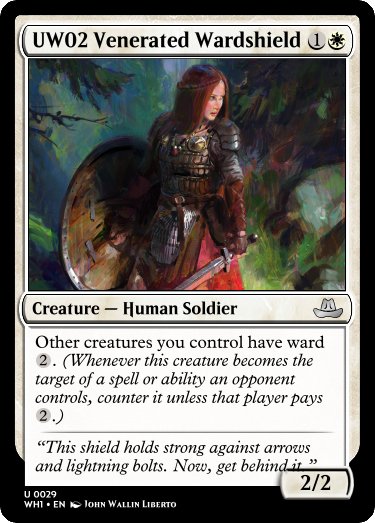 UW02 Venerated Wardshield 1
Creature — Human Soldier
Other creatures you control have ward
2. (Whenever this creature becomes the
target of a spell or ability an opponent
controls, counter it unless that player pays
2.)
“This shield holds strong against arrows
and lightning bolts. Now, get behind it.”
2/2
U 0029
WH1 • EN John Wallin Liberto